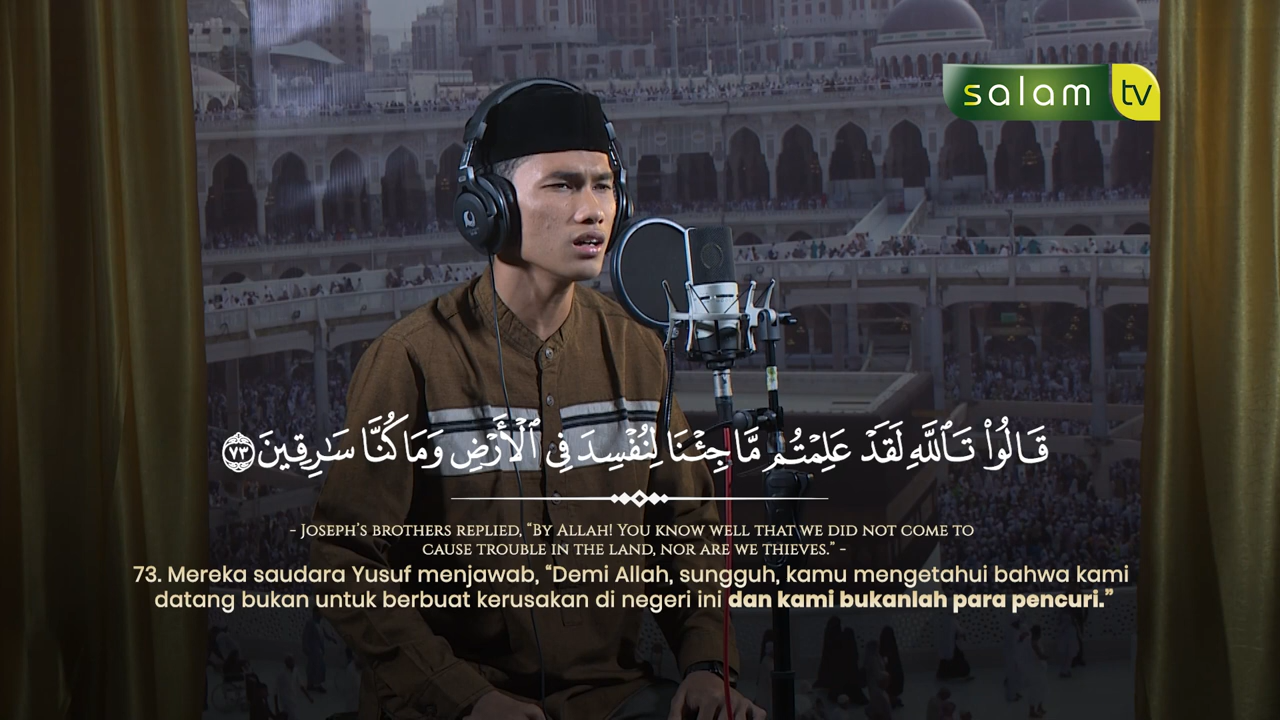 salam tv
قَالُوا۟ تَٱللَّهِ لَقَدْ عَلِمْتُم مَّا جِئْنَا لِنُفْسِدَ فِى ٱلْأَرْضِ وَمَا كُنَّا سَـٰرِقِينَ ٧٣
- Joseph’s brothers replied, “By Allah! You know well that we did not come to
cause trouble in the land, nor are we thieves.” -
73. Mereka saudara Yusuf menjawab, “Demi Allah, sungguh, kamu mengetahui bahwa kami
datang bukan untuk berbuat kerusakan di negeri ini dan kami bukanlah para pencuri.”